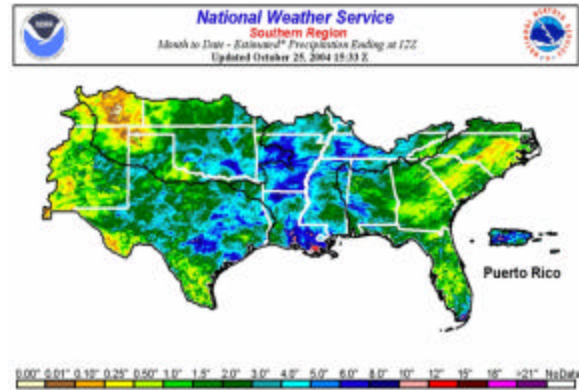 National Weather Service
Southern Region
Month to Date - Estimated* Precipitation Ending at 12Z
Updated October 25, 2004 15:33 Z
Puerto Rico
0.00" 0.01" 0.10" 0.25" 0.50" 1.0" 1.5" 2.0" 3.0" 4.0" 5.0" 6.0" 8.0" 10" 12" 15" 18" >21" No Data